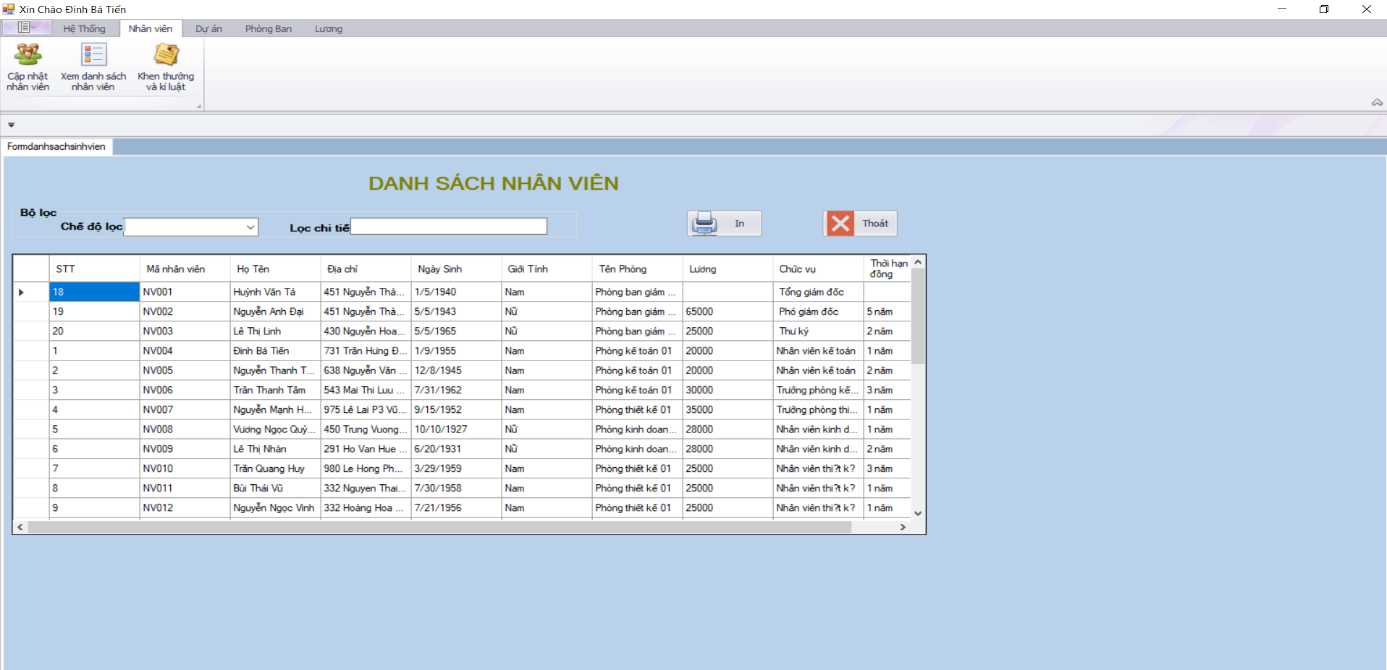 Xin Chào Đinh Bá Tiến
Hệ Thống Nhân viên Dự án Phòng Ban Lương
Cập nhật nhân viên
Xem danh sách nhân viên
Khen thưởng và kỉ luật
Formdanhsachsinhvien
DANH SÁCH NHÂN VIÊN
Bộ lọc
Chế độ lọc Lọc chi tiế In Thoát
STT Mã nhân viên Họ Tên Địa chỉ Ngày Sinh Giới Tính Tên Phòng Lương Chức vụ Thời hạn đồng
18 NV001 Huỳnh Văn Tá 451 Nguyễn Thà... 1/5/1940 Nam Phòng ban giám ... Tổng giám đốc
19 NV002 Nguyễn Anh Đại 451 Nguyễn Thà... 5/5/1943 Nữ Phòng ban giám ... 65000 Phó giám đốc 5 năm
20 NV003 Lê Thị Linh 430 Nguyễn Hoa... 5/5/1965 Nữ Phòng ban giám ... 25000 Thư ký 2 năm
1 NV004 Đinh Bá Tiến 731 Trần Hưng Đ... 1/9/1955 Nam Phòng kế toán 01 20000 Nhân viên kế toán 1 năm
2 NV005 Nguyễn Thanh T... 638 Nguyễn Văn ... 12/8/1945 Nam Phòng kế toán 01 20000 Nhân viên kế toán 2 năm
3 NV006 Trần Thanh Tâm 543 Mai Thi Luu ... 7/31/1962 Nam Phòng kế toán 01 30000 Trưởng phòng kế... 3 năm
4 NV007 Nguyễn Mạnh H... 975 Lê Lai P3 Vũ... 9/15/1952 Nam Phòng thiết kế 01 35000 Trưởng phòng thi... 1 năm
5 NV008 Vương Ngọc Quỳ... 450 Trung Vuong... 10/10/1927 Nữ Phòng kinh doan... 28000 Nhân viên kinh d... 1 năm
6 NV009 Lê Thị Nhàn 291 Ho Van Hue ... 6/20/1931 Nữ Phòng kinh doan... 28000 Nhân viên kinh d... 2 năm
7 NV010 Trần Quang Huy 980 Le Hong Ph... 3/29/1959 Nam Phòng thiết kế 01 25000 Nhân viên thi?t k? 3 năm
8 NV011 Bùi Thái Vũ 332 Nguyen Thai... 7/30/1958 Nam Phòng thiết kế 01 25000 Nhân viên thi?t k? 1 năm
9 NV012 Nguyễn Ngọc Vinh 332 Hoàng Hoa ... 7/21/1956 Nam Phòng thiết kế 01 25000 Nhân viên thi?t k? 1 năm